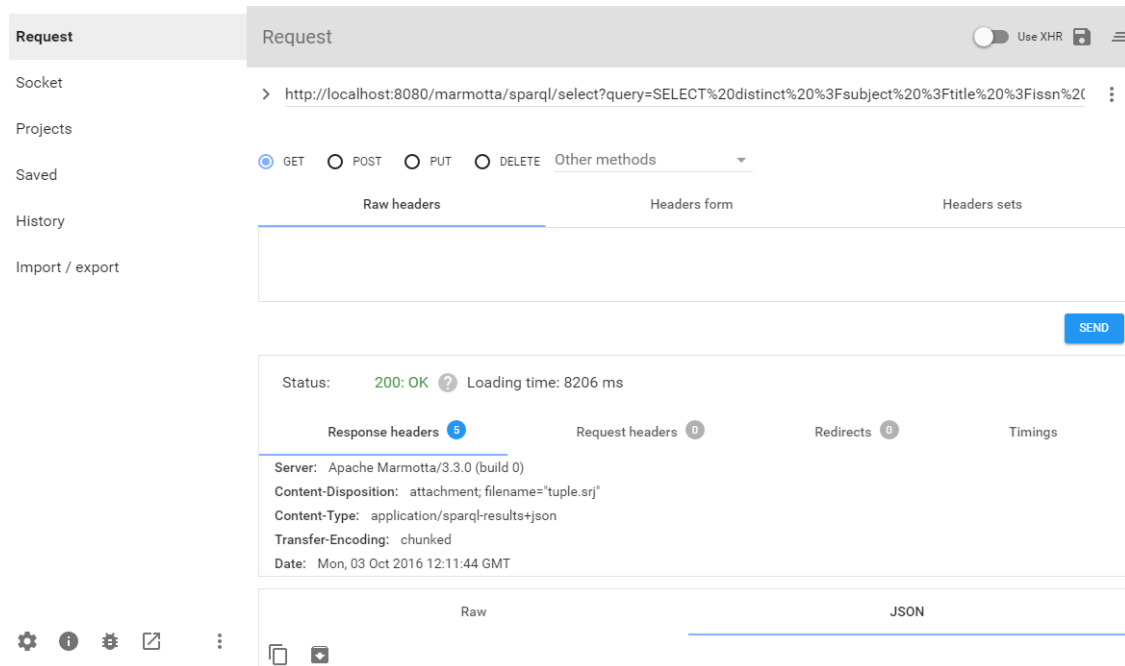 Request
Socket
Projects
Saved
History
Import / export
Request
Use XHR
http://localhost:8080/marmotta/sparql/select?query=SELECT%20distinct%20%3Fsubject%20%3Ftitle%20%3Fissn%20
GET POST PUT DELETE Other methods
Raw headers Headers form Headers sets
SEND
Status: 200: OK ? Loading time: 8206 ms
Response headers 5 Request headers 0 Redirects 0 Timings
Server: Apache Marmotta/3.3.0 (build 0)
Content-Disposition: attachment; filename="tuple.srj"
Content-Type: application/sparql-results+json
Transfer-Encoding: chunked
Date: Mon, 03 Oct 2016 12:11:44 GMT
Raw JSON